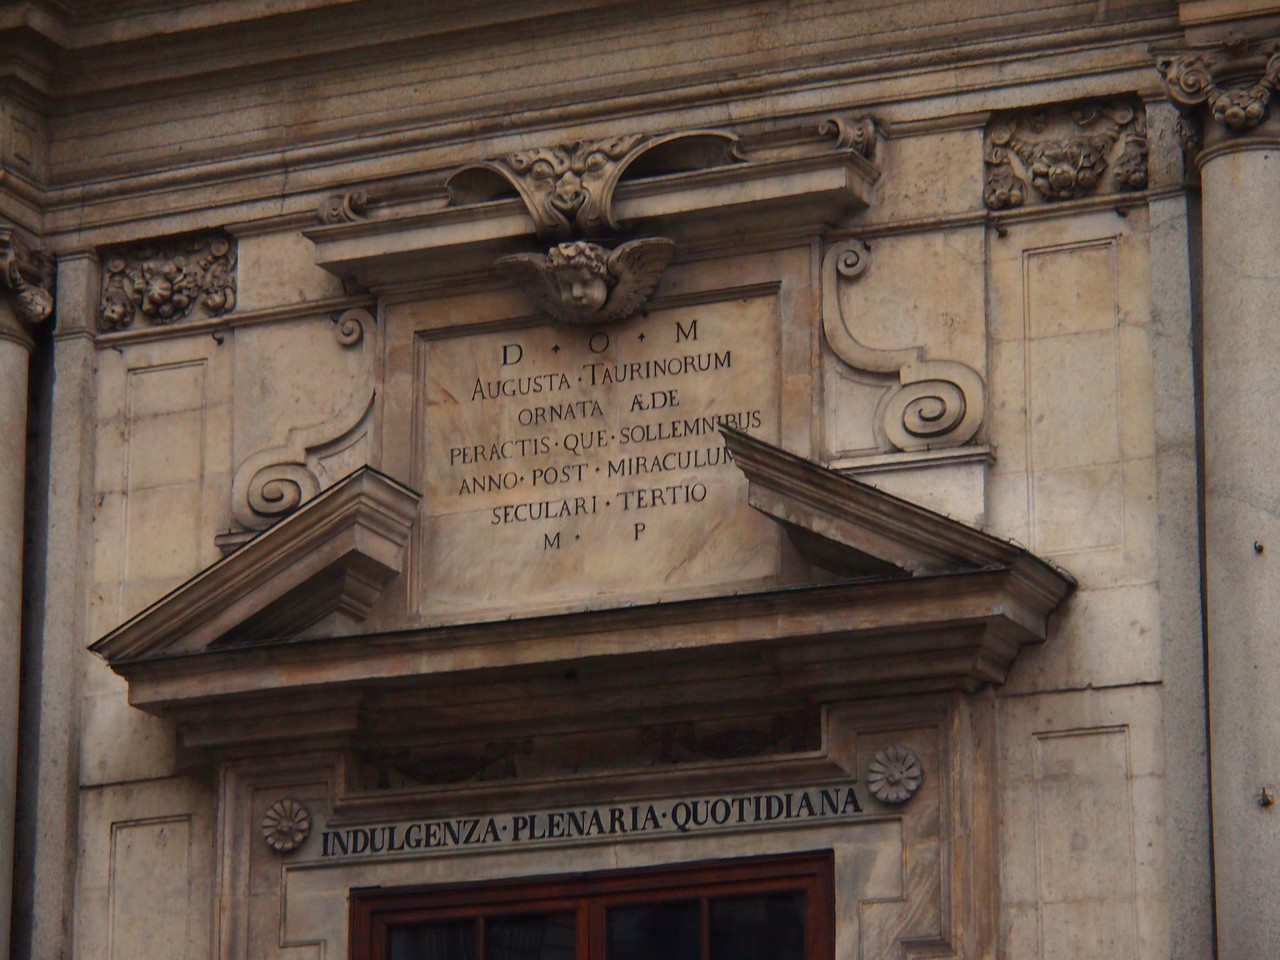 D · O · M
AUGUSTA · TAURINORUM
ORNATA ÆDE
PERACTIS · QUE · SOLLEMNIBUS
ANNO · POST · MIRACULUM
SECULARI · TERTIO
M · P
INDULGENZA · PLENARIA · QUOTIDIANA